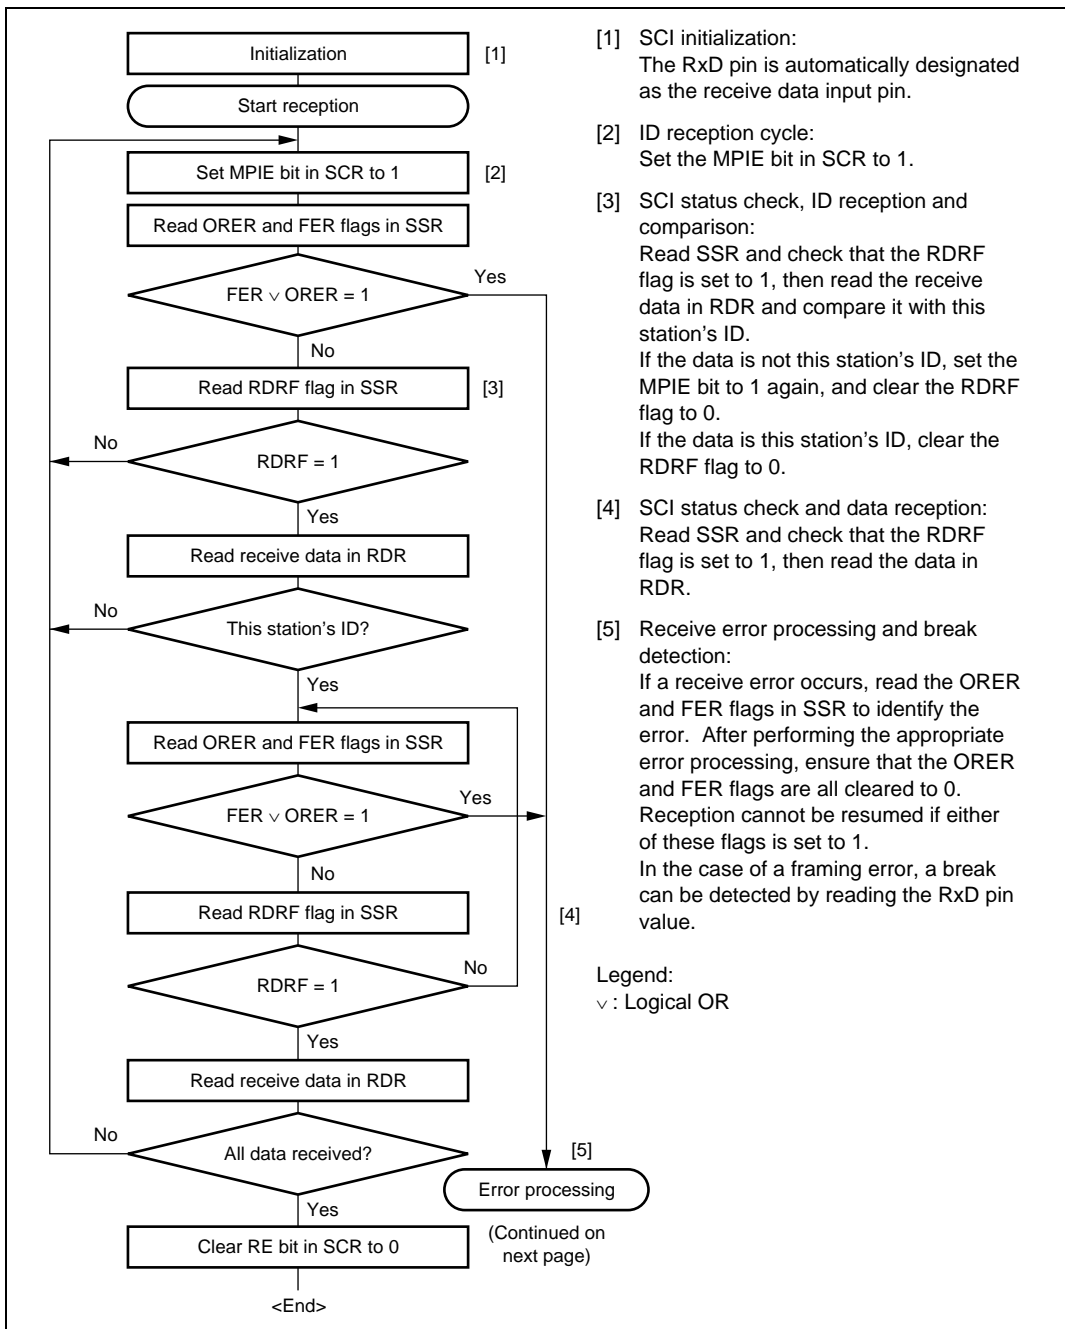 Initialization [1]
Start reception
Set MPIE bit in SCR to 1 [2]
Read ORER and FER flags in SSR
Yes
FER ∨ ORER = 1
No
Read RDRF flag in SSR [3]
No
RDRF = 1
Yes
Read receive data in RDR
No
This station's ID?
Yes
Read ORER and FER flags in SSR
Yes
FER ∨ ORER = 1
No
Read RDRF flag in SSR [4]
No
RDRF = 1
Yes
Read receive data in RDR
No
All data received?
[5]
Error processing
Yes
(Continued on
next page)
Clear RE bit in SCR to 0
<End>
[1] SCI initialization:
The RxD pin is automatically designated
as the receive data input pin.
[2] ID reception cycle:
Set the MPIE bit in SCR to 1.
[3] SCI status check, ID reception and
comparison:
Read SSR and check that the RDRF
flag is set to 1, then read the receive
data in RDR and compare it with this
station's ID.
If the data is not this station's ID, set the
MPIE bit to 1 again, and clear the RDRF
flag to 0.
If the data is this station's ID, clear the
RDRF flag to 0.
[4] SCI status check and data reception:
Read SSR and check that the RDRF
flag is set to 1, then read the data in
RDR.
[5] Receive error processing and break
detection:
If a receive error occurs, read the ORER
and FER flags in SSR to identify the
error. After performing the appropriate
error processing, ensure that the ORER
and FER flags are all cleared to 0.
Reception cannot be resumed if either
of these flags is set to 1.
In the case of a framing error, a break
can be detected by reading the RxD pin
value.
Legend:
∨ : Logical OR